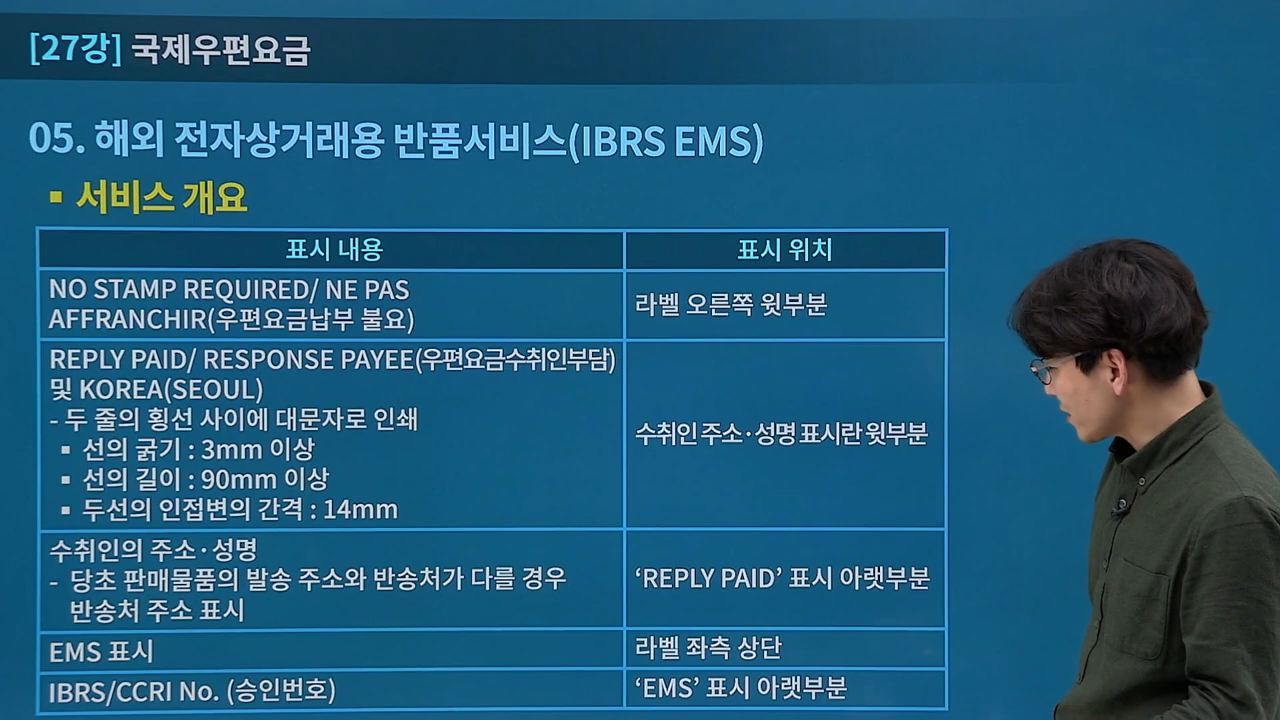 [27강] 국제우편요금
05. 해외 전자상거래용 반품서비스(IBRS EMS)
▪ 서비스 개요
표시 내용
표시 위치
NO STAMP REQUIRED/ NE PAS
AFFRANCHIR(우편요금납부 불요)
라벨 오른쪽 윗부분
REPLY PAID/ RESPONSE PAYEE(우편요금수취인부담)
및 KOREA(SEOUL)
- 두 줄의 횡선 사이에 대문자로 인쇄
▪ 선의 굵기 : 3mm 이상
▪ 선의 길이 : 90mm 이상
▪ 두선의 인접변의 간격 : 14mm
수취인 주소·성명 표시란 윗부분
수취인의 주소·성명
- 당초 판매물품의 발송 주소와 반송처가 다를 경우
반송처 주소 표시
‘REPLY PAID’ 표시 아랫부분
EMS 표시
라벨 좌측 상단
IBRS/CCRI No. (승인번호)
‘EMS’ 표시 아랫부분